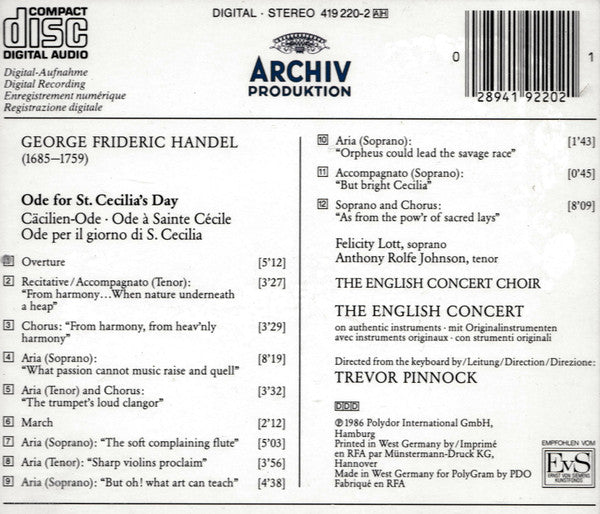 COMPACT
disc
DIGITAL AUDIO
Digital-Aufnahme
Digital Recording
Enregistrement numérique
Registrazione digitale
DIGITAL · STEREO 419 220-2 AH
ARCHIV
PRODUKTION
0
28941 92202
1
GEORGE FRIDERIC HANDEL
(1685—1759)
Ode for St. Cecilia's Day
Cäcilien-Ode · Ode à Sainte Cécile
Ode per il giorno di S. Cecilia
1 Overture [5'12]
2 Recitative/Accompagnato (Tenor): [3'27]
"From harmony...When nature underneath
a heap"
3 Chorus: "From harmony, from heav'nly [3'29]
harmony"
4 Aria (Soprano): [8'19]
"What passion cannot music raise and quell"
5 Aria (Tenor) and Chorus: [3'32]
"The trumpet's loud clangor"
6 March [2'12]
7 Aria (Soprano): "The soft complaining flute" [5'03]
8 Aria (Tenor): "Sharp violins proclaim" [3'56]
9 Aria (Soprano): "But oh! what art can teach" [4'38]
10 Aria (Soprano): [1'43]
"Orpheus could lead the savage race"
11 Accompagnato (Soprano): [0'45]
"But bright Cecilia"
12 Soprano and Chorus: [8'09]
"As from the pow'r of sacred lays"
Felicity Lott, soprano
Anthony Rolfe Johnson, tenor
THE ENGLISH CONCERT CHOIR
THE ENGLISH CONCERT
on authentic instruments · mit Originalinstrumenten
avec instruments originaux · con strumenti originali
Directed from the keyboard by/Leitung/Direction/Direzione:
TREVOR PINNOCK
DDD
℗ 1986 Polydor International GmbH,
Hamburg
Printed in West Germany by/Imprimé
en RFA par Münstermann-Druck KG,
Hannover
Made in West Germany for PolyGram by PDO
Fabriqué en RFA
EMPFOHLEN VOM
EvS
ERNST VON SIEMENS
KUNSTFONDS